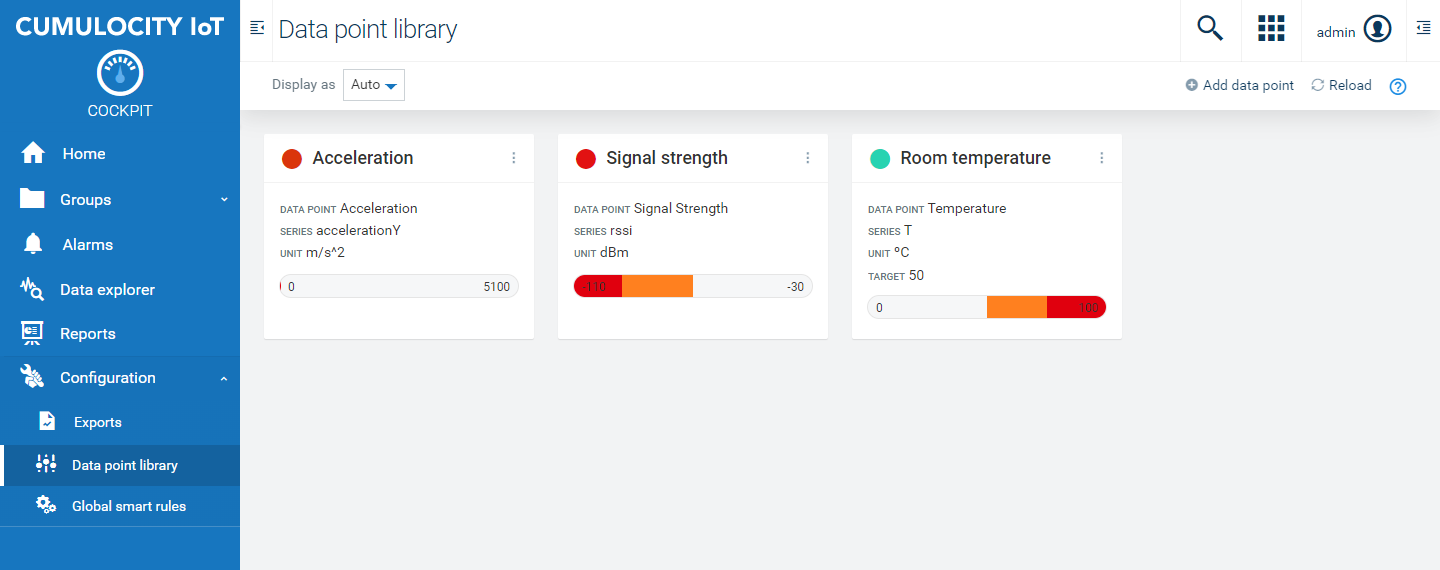 CUMULOCITY IoT
COCKPIT
Home
Groups
Alarms
Data explorer
Reports
Configuration
Exports
Data point library
Global smart rules
Data point library
admin
Display as Auto
Add data point Reload ?
Acceleration
DATA POINT Acceleration
SERIES accelerationY
UNIT m/s^2
0 5100
Signal strength
DATA POINT Signal Strength
SERIES rssi
UNIT dBm
-110 -30
Room temperature
DATA POINT Temperature
SERIES T
UNIT ºC
TARGET 50
0 100